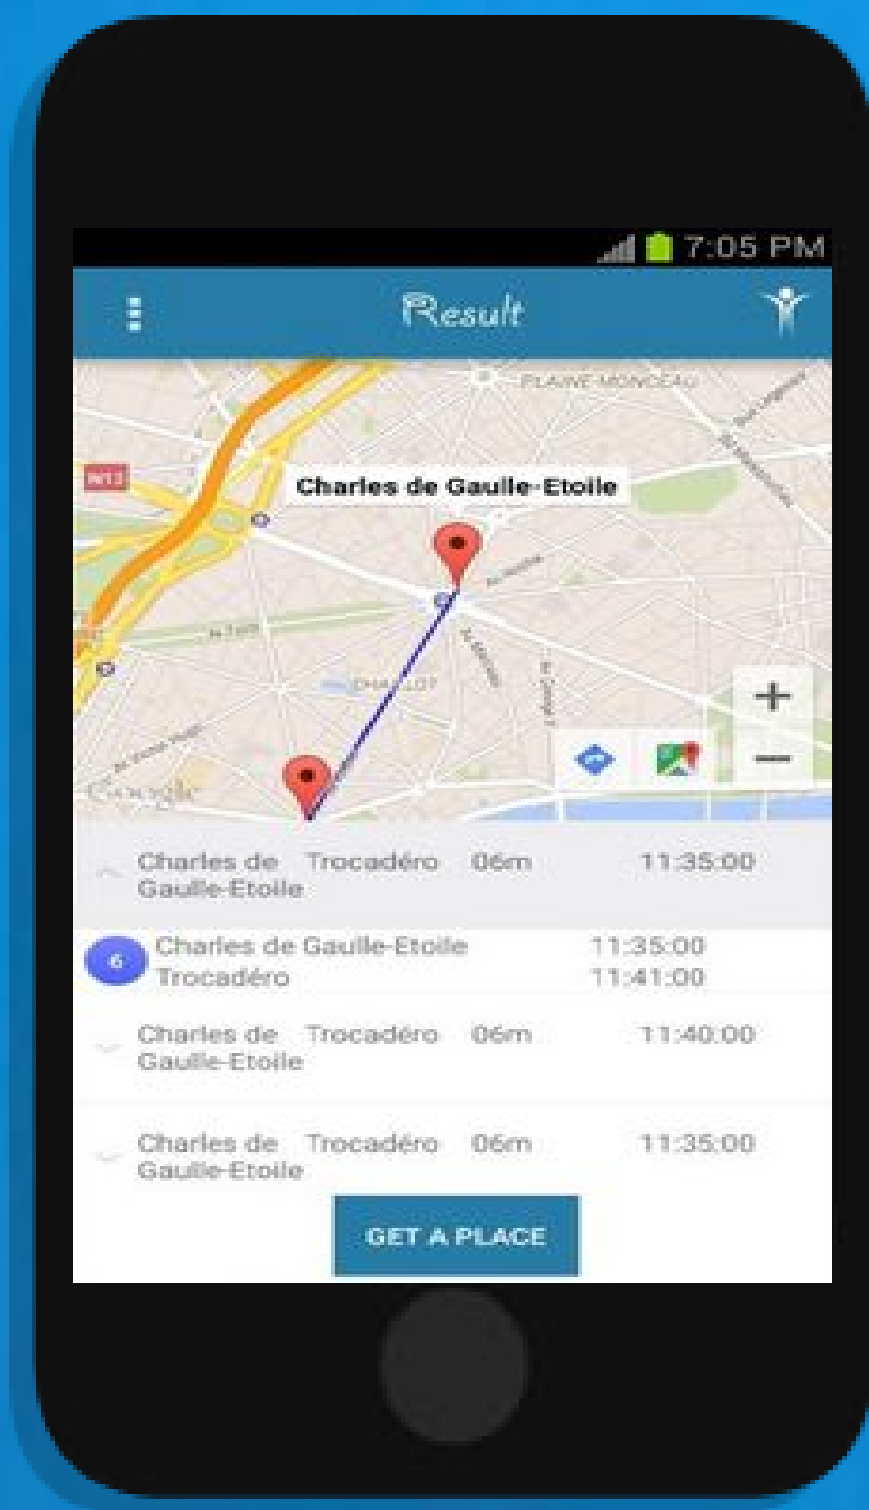 7:05 PM
Result
PLAINE-MONCEAU
N13
Charles de Gaulle-Etoile
CHAILLOT
Google
Charles de Trocadéro 06m 11:35:00
Gaulle-Etoile
6 Charles de Gaulle-Etoile 11:35:00
Trocadéro 11:41:00
Charles de Trocadéro 06m 11:40:00
Gaulle-Etoile
Charles de Trocadéro 06m 11:35:00
Gaulle-Etoile
GET A PLACE